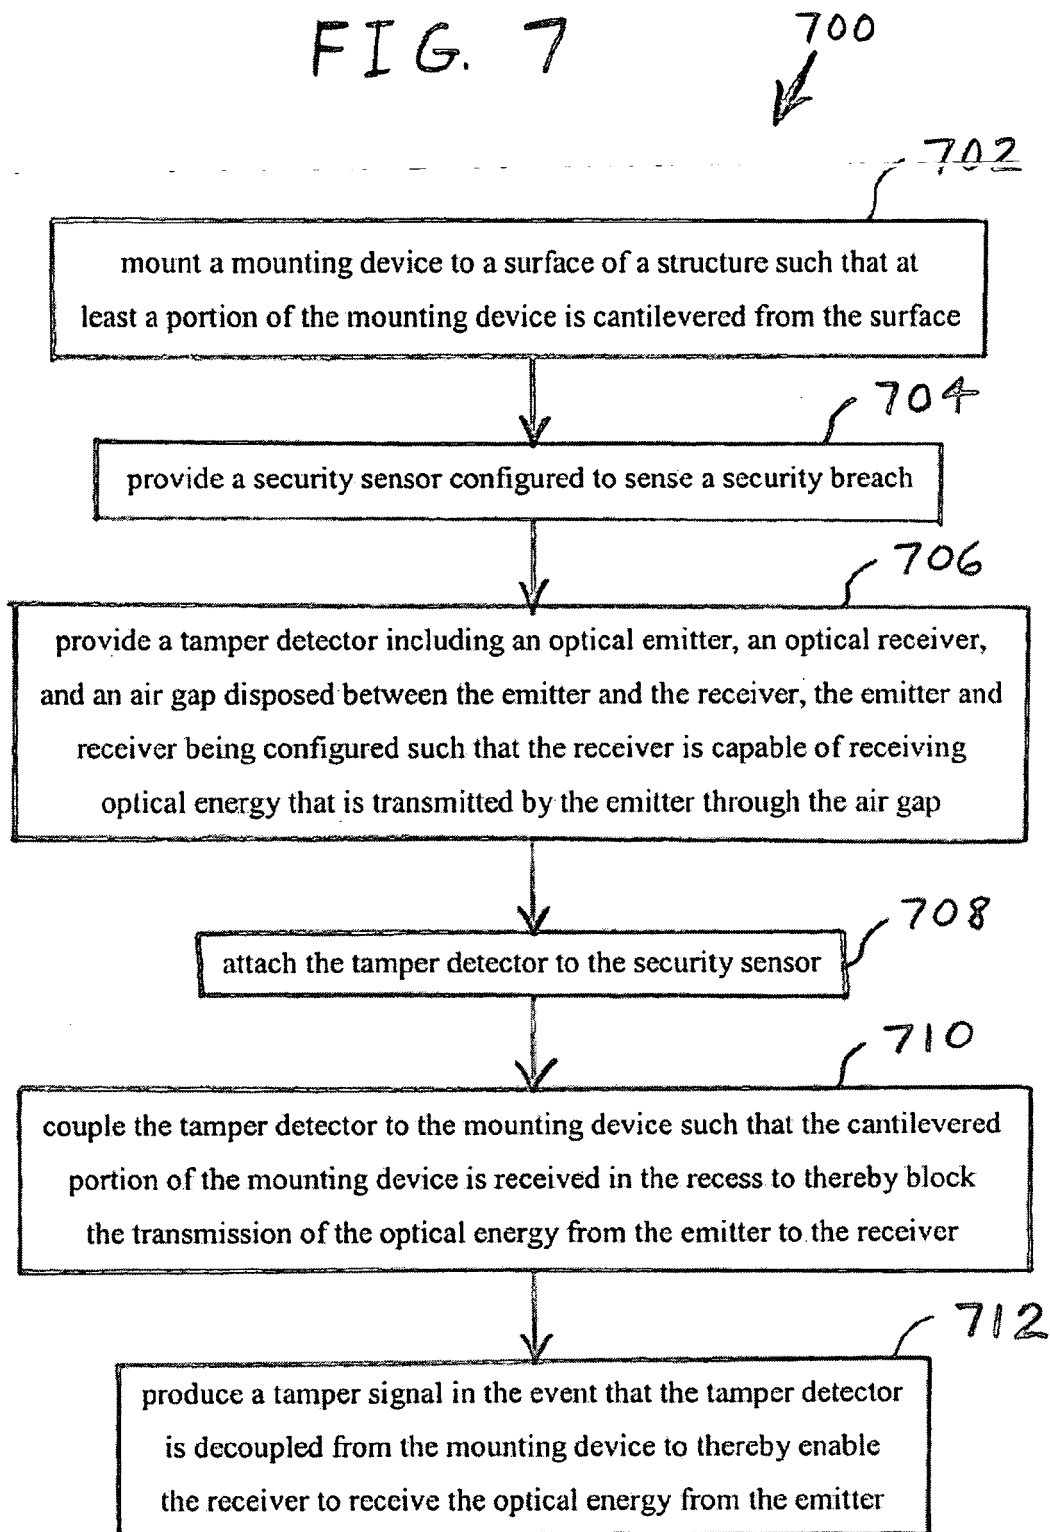 FIG. 7
700
702
mount a mounting device to a surface of a structure such that at
least a portion of the mounting device is cantilevered from the surface
704
provide a security sensor configured to sense a security breach
706
provide a tamper detector including an optical emitter, an optical receiver,
and an air gap disposed between the emitter and the receiver, the emitter and
receiver being configured such that the receiver is capable of receiving
optical energy that is transmitted by the emitter through the air gap
708
attach the tamper detector to the security sensor
710
couple the tamper detector to the mounting device such that the cantilevered
portion of the mounting device is received in the recess to thereby block
the transmission of the optical energy from the emitter to the receiver
712
produce a tamper signal in the event that the tamper detector
is decoupled from the mounting device to thereby enable
the receiver to receive the optical energy from the emitter